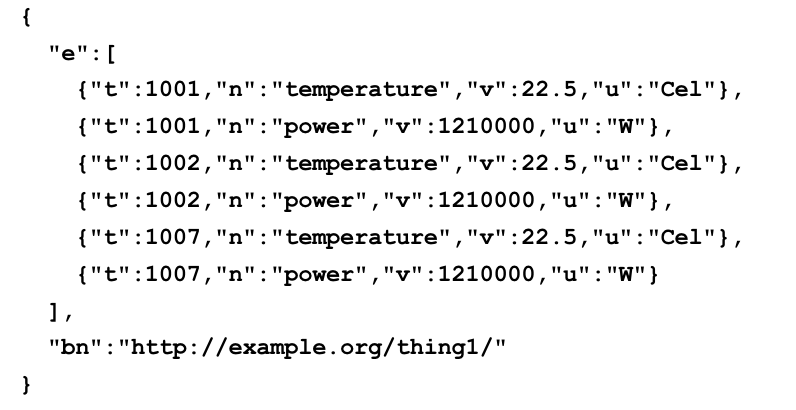 {
  "e":[
    {"t":1001,"n":"temperature","v":22.5,"u":"Cel"},
    {"t":1001,"n":"power","v":1210000,"u":"W"},
    {"t":1002,"n":"temperature","v":22.5,"u":"Cel"},
    {"t":1002,"n":"power","v":1210000,"u":"W"},
    {"t":1007,"n":"temperature","v":22.5,"u":"Cel"},
    {"t":1007,"n":"power","v":1210000,"u":"W"}
  ],
  "bn":"http://example.org/thing1/"
}